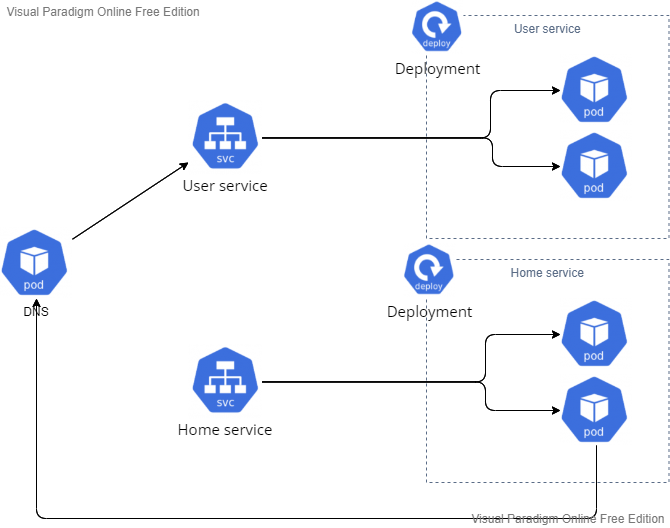 Visual Paradigm Online Free Edition
User service
deploy
Deployment
pod
svc
pod
User service
pod
DNS
Home service
deploy
Deployment
pod
svc
pod
Home service
Visual Paradigm Online Free Edition